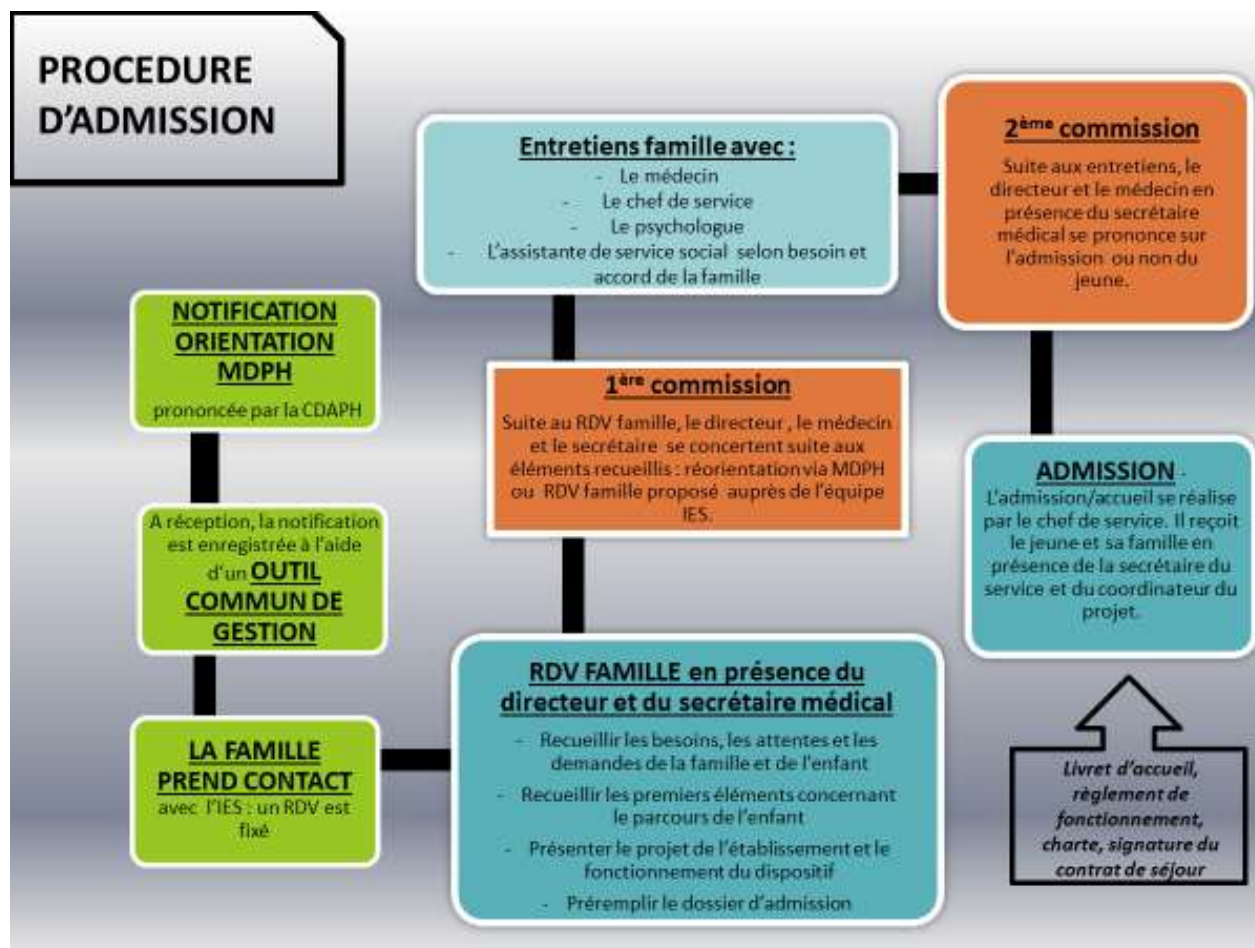 PROCEDURE
D'ADMISSION
NOTIFICATION
ORIENTATION
MDPH
prononcée par la CDAPH
A réception, la notification
est enregistrée à l'aide
d'un OUTIL
COMMUN DE
GESTION
LA FAMILLE
PREND CONTACT
avec l'IES : un RDV est
fixé
RDV FAMILLE en présence du
directeur et du secrétaire médical
- Recueillir les besoins, les attentes et les
demandes de la famille et de l'enfant
- Recueillir les premiers éléments concernant
le parcours de l'enfant
- Présenter le projet de l'établissement et le
fonctionnement du dispositif
- Préremplir le dossier d'admission
1ère commission
Suite au RDV famille, le directeur , le médecin
et le secrétaire se concertent suite aux
éléments recueillis : réorientation via MDPH
ou RDV famille proposé auprès de l'équipe
IES.
Entretiens famille avec :
- Le médecin
- Le chef de service
- Le psychologue
- L'assistante de service social selon besoin et
accord de la famille
2ème commission
Suite aux entretiens, le
directeur et le médecin en
présence du secrétaire
médical se prononce sur
l'admission ou non du
jeune.
ADMISSION -
L'admission/accueil se réalise
par le chef de service. Il reçoit
le jeune et sa famille en
présence de la secrétaire du
service et du coordinateur du
projet.
Livret d'accueil,
règlement de
fonctionnement,
charte, signature du
contrat de séjour